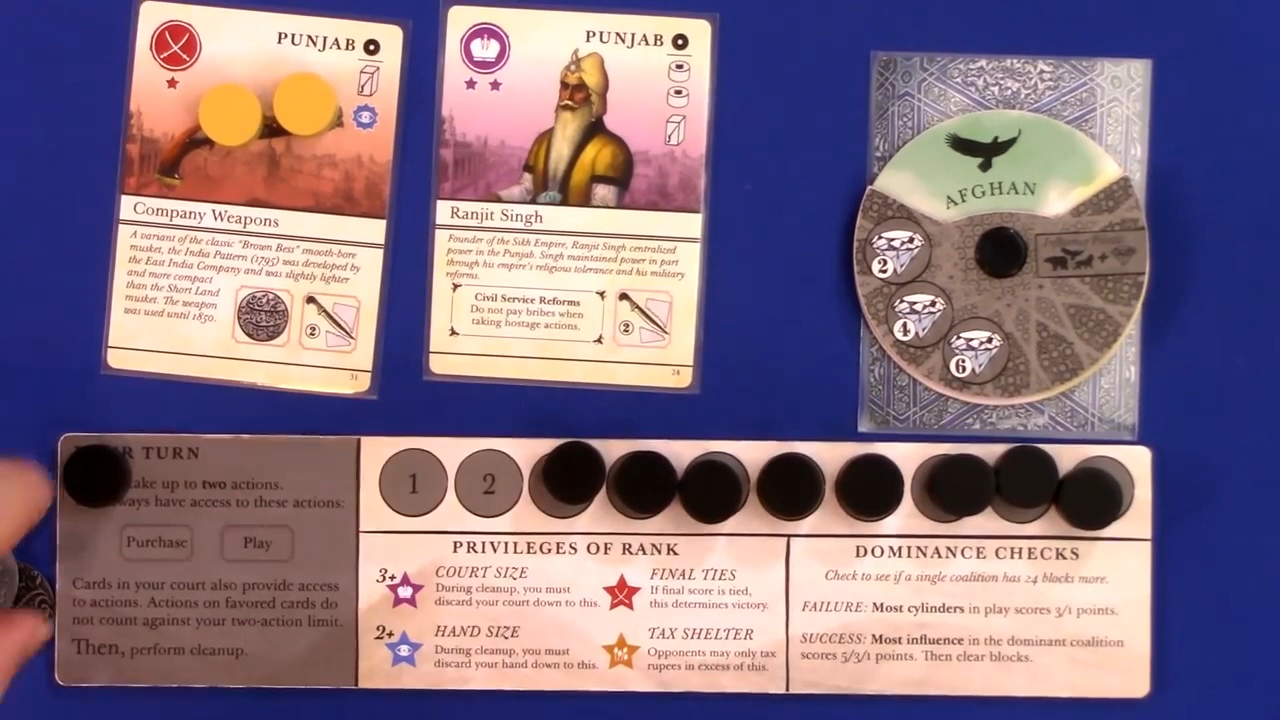 PUNJAB
Company Weapons
A variant of the classic "Brown Bess" smooth-bore
musket, the India Pattern (1795) was developed by
the East India Company and was slightly lighter
and more compact
than the Short Land
musket. The weapon
was used until 1850.
2
31
PUNJAB
Ranjit Singh
Founder of the Sikh Empire, Ranjit Singh centralized
power in the Punjab. Singh maintained power in part
through his empire's religious tolerance and his military
reforms.
Civil Service Reforms
Do not pay bribes when
taking hostage actions.
2
24
AFGHAN
2
4
6
TURN
take up to two actions.
always have access to these actions:
Purchase
Play
Cards in your court also provide access
to actions. Actions on favored cards do
not count against your two-action limit.
Then, perform cleanup.
1 2
PRIVILEGES OF RANK
3+
COURT SIZE
During cleanup, you must
discard your court down to this.
2+
HAND SIZE
During cleanup, you must
discard your hand down to this.
FINAL TIES
If final score is tied,
this determines victory.
TAX SHELTER
Opponents may only tax
rupees in excess of this.
DOMINANCE CHECKS
Check to see if a single coalition has 24 blocks more.
FAILURE: Most cylinders in play scores 3/1 points.
SUCCESS: Most influence in the dominant coalition
scores 5/3/1 points. Then clear blocks.